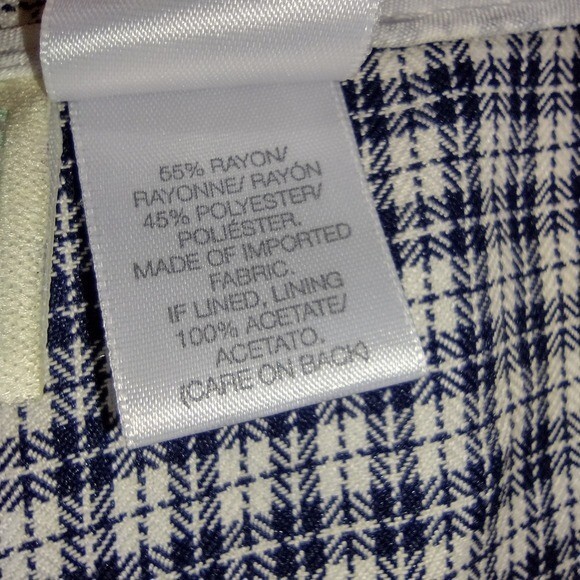 55% RAYON/
RAYONNE/ RAYÓN
45% POLYESTER/
POLIÉSTER.
MADE OF IMPORTED
FABRIC.
IF LINED, LINING
100% ACETATE/
ACETATO.
(CARE ON BACK)